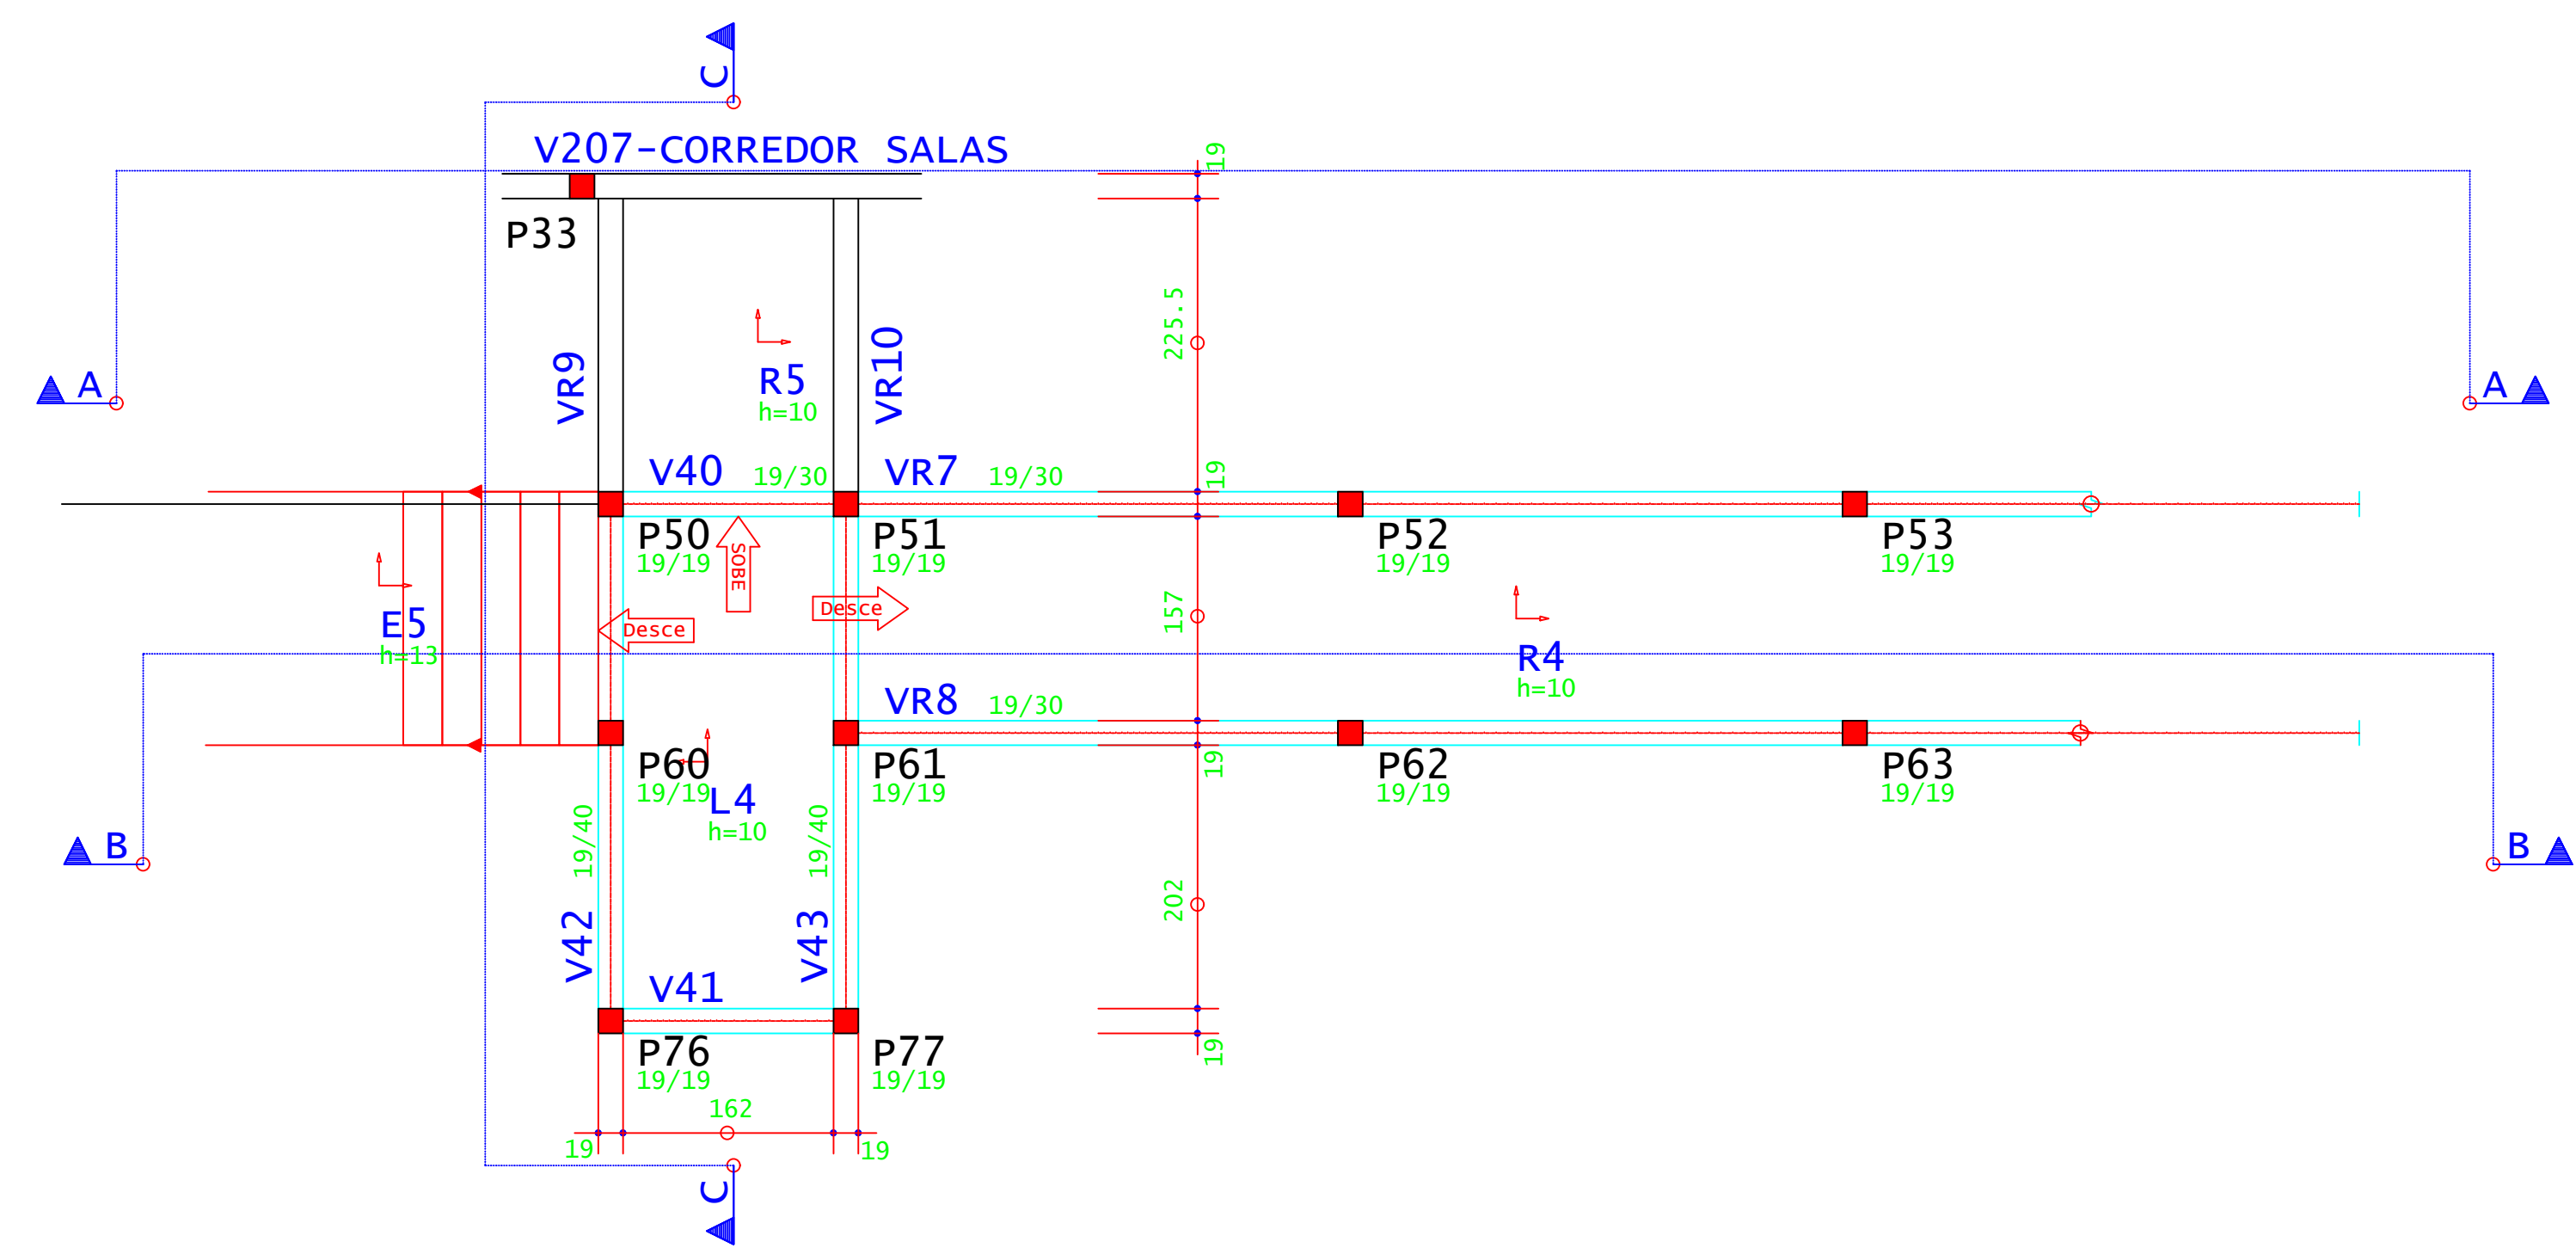 C
V207-CORREDOR SALAS
19
P33
225.5
VR9
VR10
R5
h=10
A
A
V40
19/30
VR7
19/30
19
P50
19/19
P51
19/19
P52
19/19
P53
19/19
SOBE
Desce
Desce
157
E5
h=13
R4
h=10
VR8
19/30
P60
19/19
P61
19/19
P62
19/19
P63
19/19
19
L4
h=10
19/40
19/40
B
B
202
V42
V43
V41
P76
19/19
P77
19/19
19
162
19
19
C